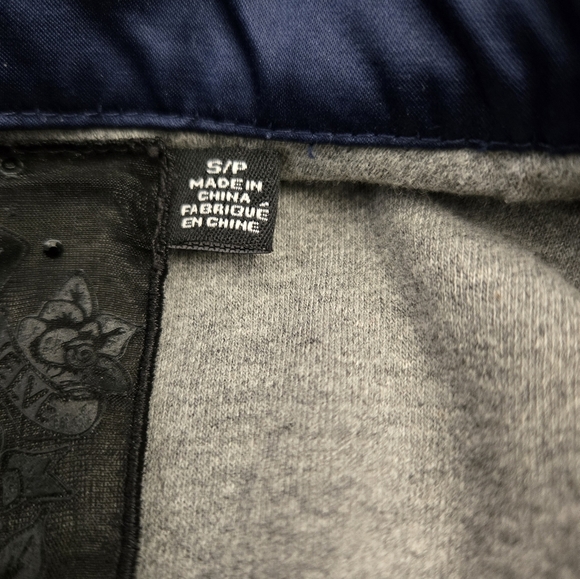 S/P
MADE IN
CHINA
FABRIQUÉ
EN CHINE